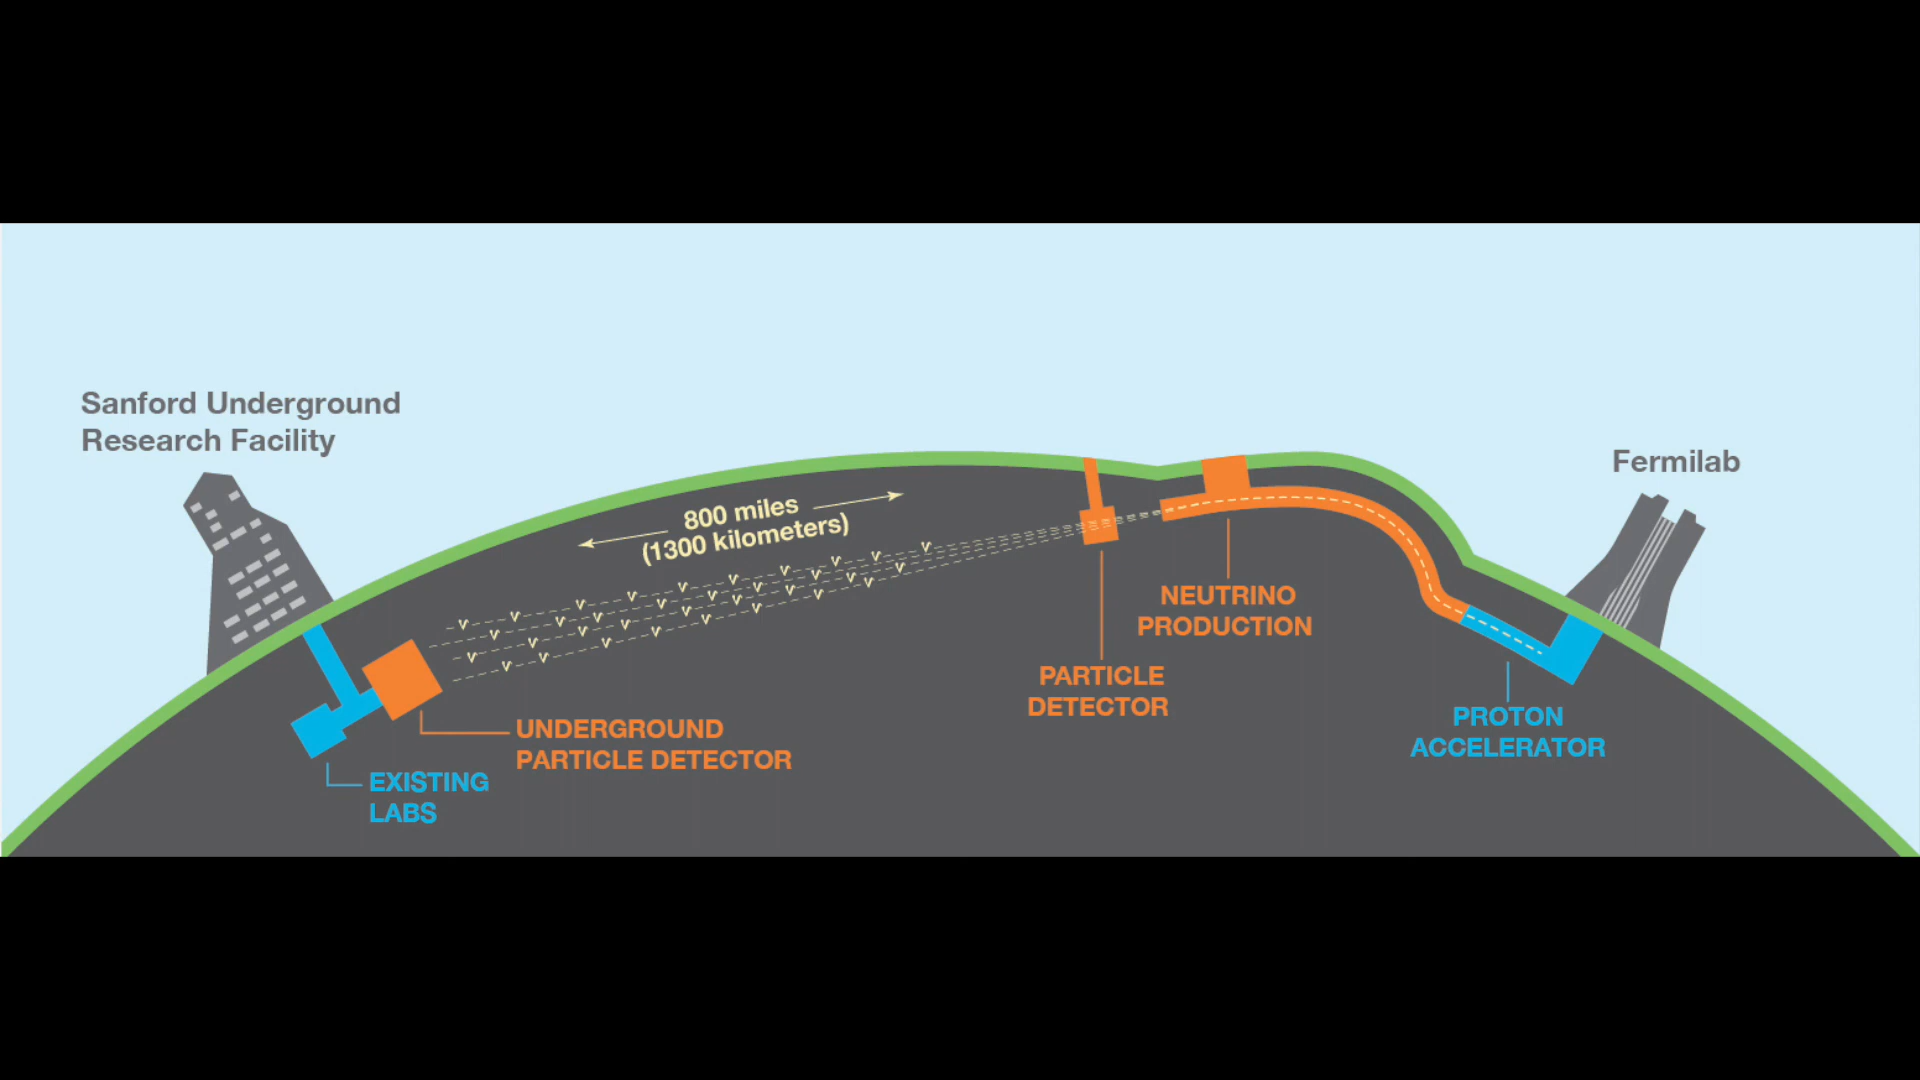 Sanford Underground
Research Facility
Fermilab
800 miles
(1300 kilometers)
NEUTRINO
PRODUCTION
PARTICLE
DETECTOR
UNDERGROUND
PARTICLE DETECTOR
PROTON
ACCELERATOR
EXISTING
LABS